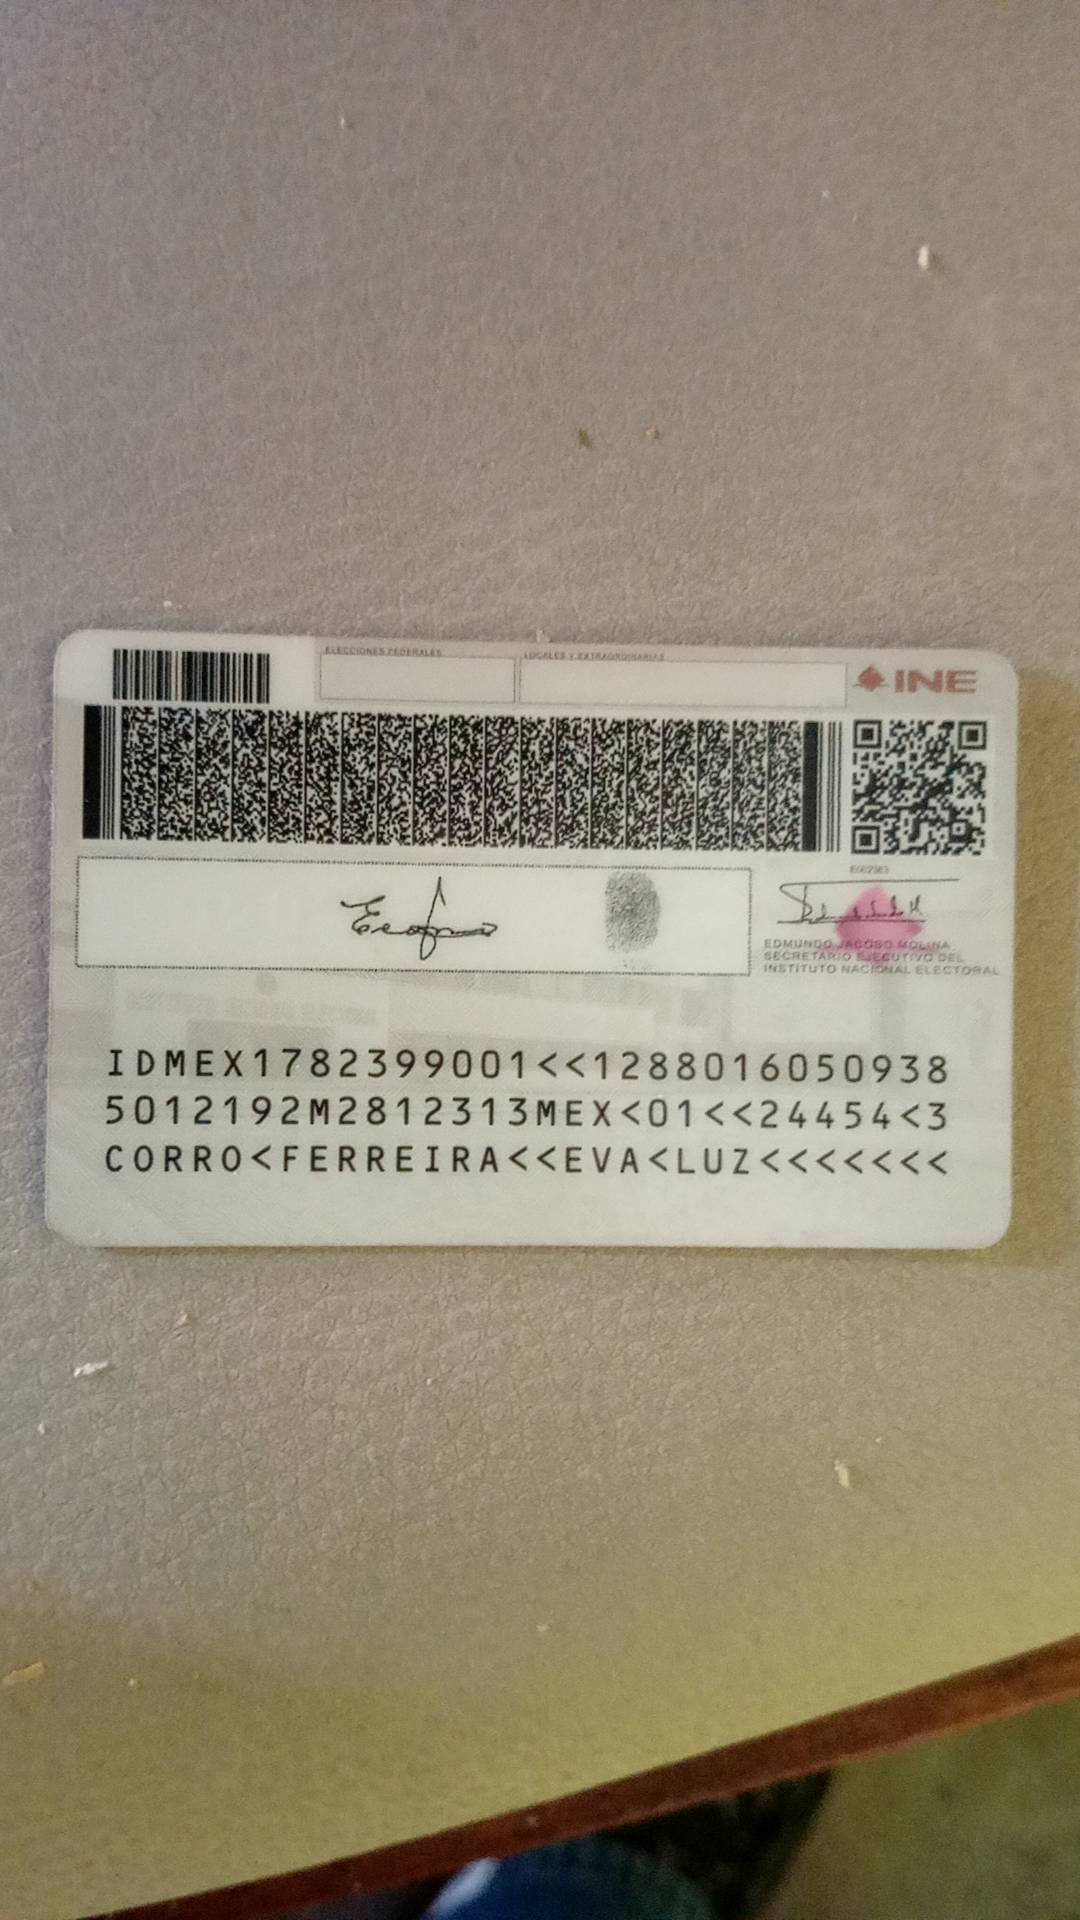 ELECCIONES FEDERALES
LOCALES Y EXTRAORDINARIAS
INE
EDMUNDO JACOBO MOLINA
SECRETARIO EJECUTIVO DEL
INSTITUTO NACIONAL ELECTORAL
IDMEX1782399001<<1288016050938
5012192M2812313MEX<01<<24454<3
CORRO<FERREIRA<<EVA<LUZ<<<<<<<